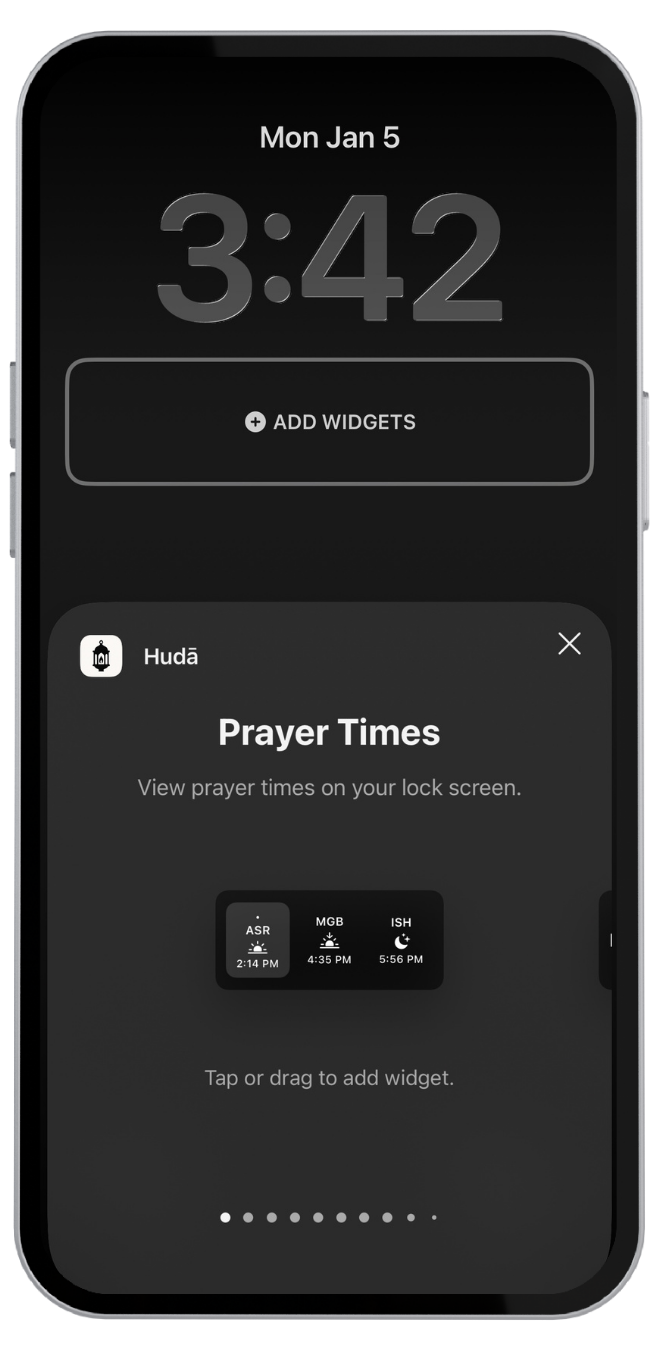 Mon Jan 5
3:42
ADD WIDGETS
Hudā
Prayer Times
View prayer times on your lock screen.
ASR MGB ISH
2:14 PM 4:35 PM 5:56 PM
Tap or drag to add widget.